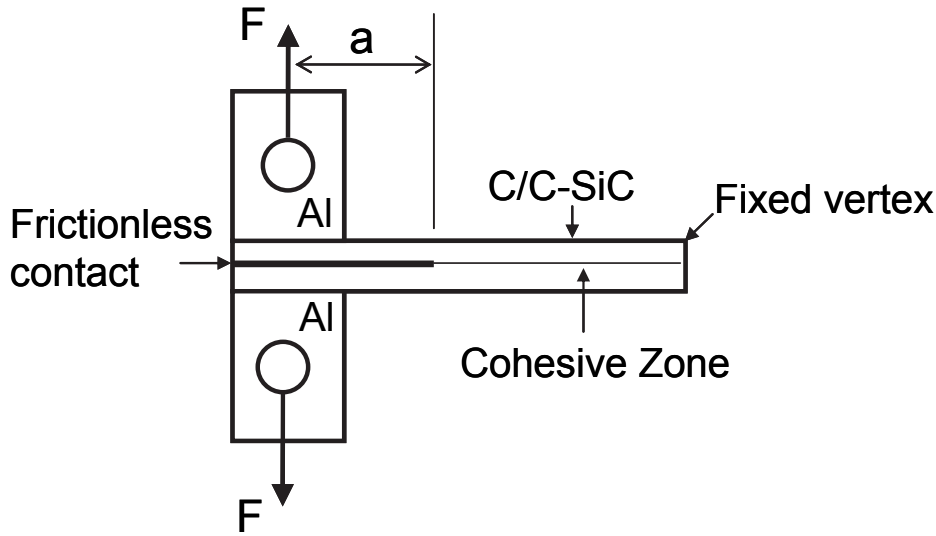 F
a
Al
C/C-SiC
Fixed vertex
Frictionless
contact
Al
Cohesive Zone
F